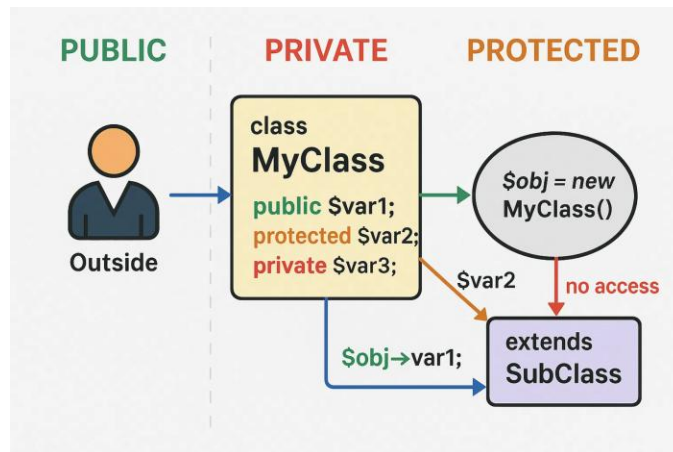 PUBLIC
PRIVATE
PROTECTED
Outside
class
MyClass
public $var1;
protected $var2;
private $var3;
$obj = new
MyClass()
$var2
no access
$obj→var1;
extends
SubClass